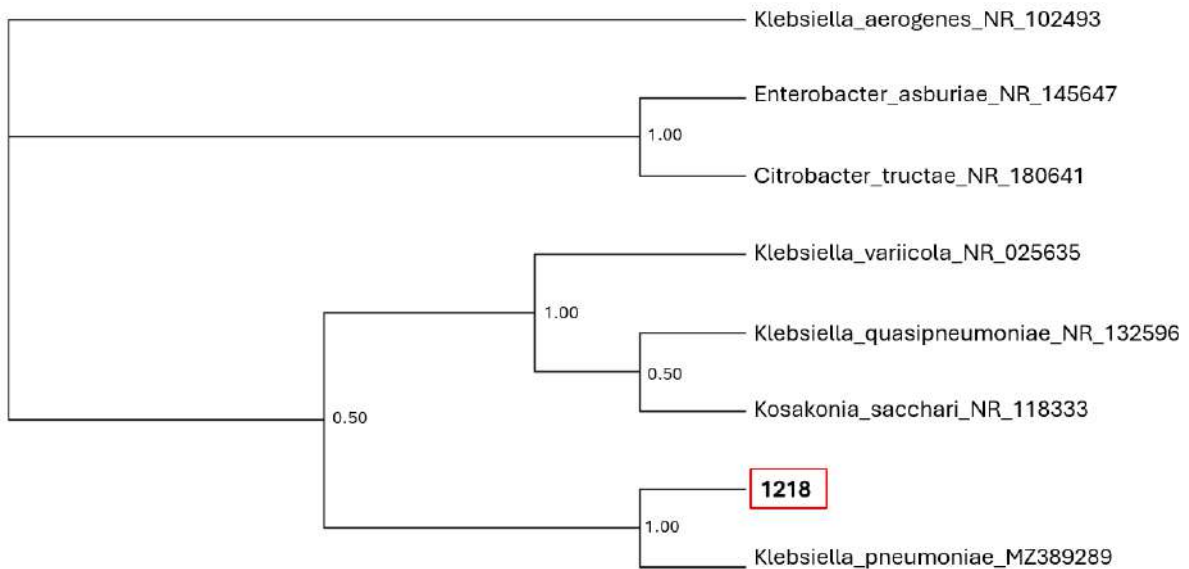 Klebsiella_aerogenes_NR_102493
Enterobacter_asburiae_NR_145647
1.00
Citrobacter_tructae_NR_180641
Klebsiella_variicola_NR_025635
1.00
Klebsiella_quasipneumoniae_NR_132596
0.50
Kosakonia_sacchari_NR_118333
0.50
1218
1.00
Klebsiella_pneumoniae_MZ389289